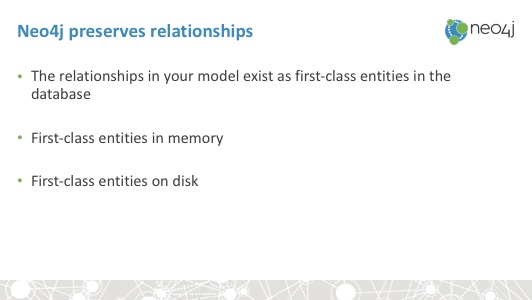 Neo4j preserves relationships
neo4j
• The relationships in your model exist as first-class entities in the
database
• First-class entities in memory
• First-class entities on disk